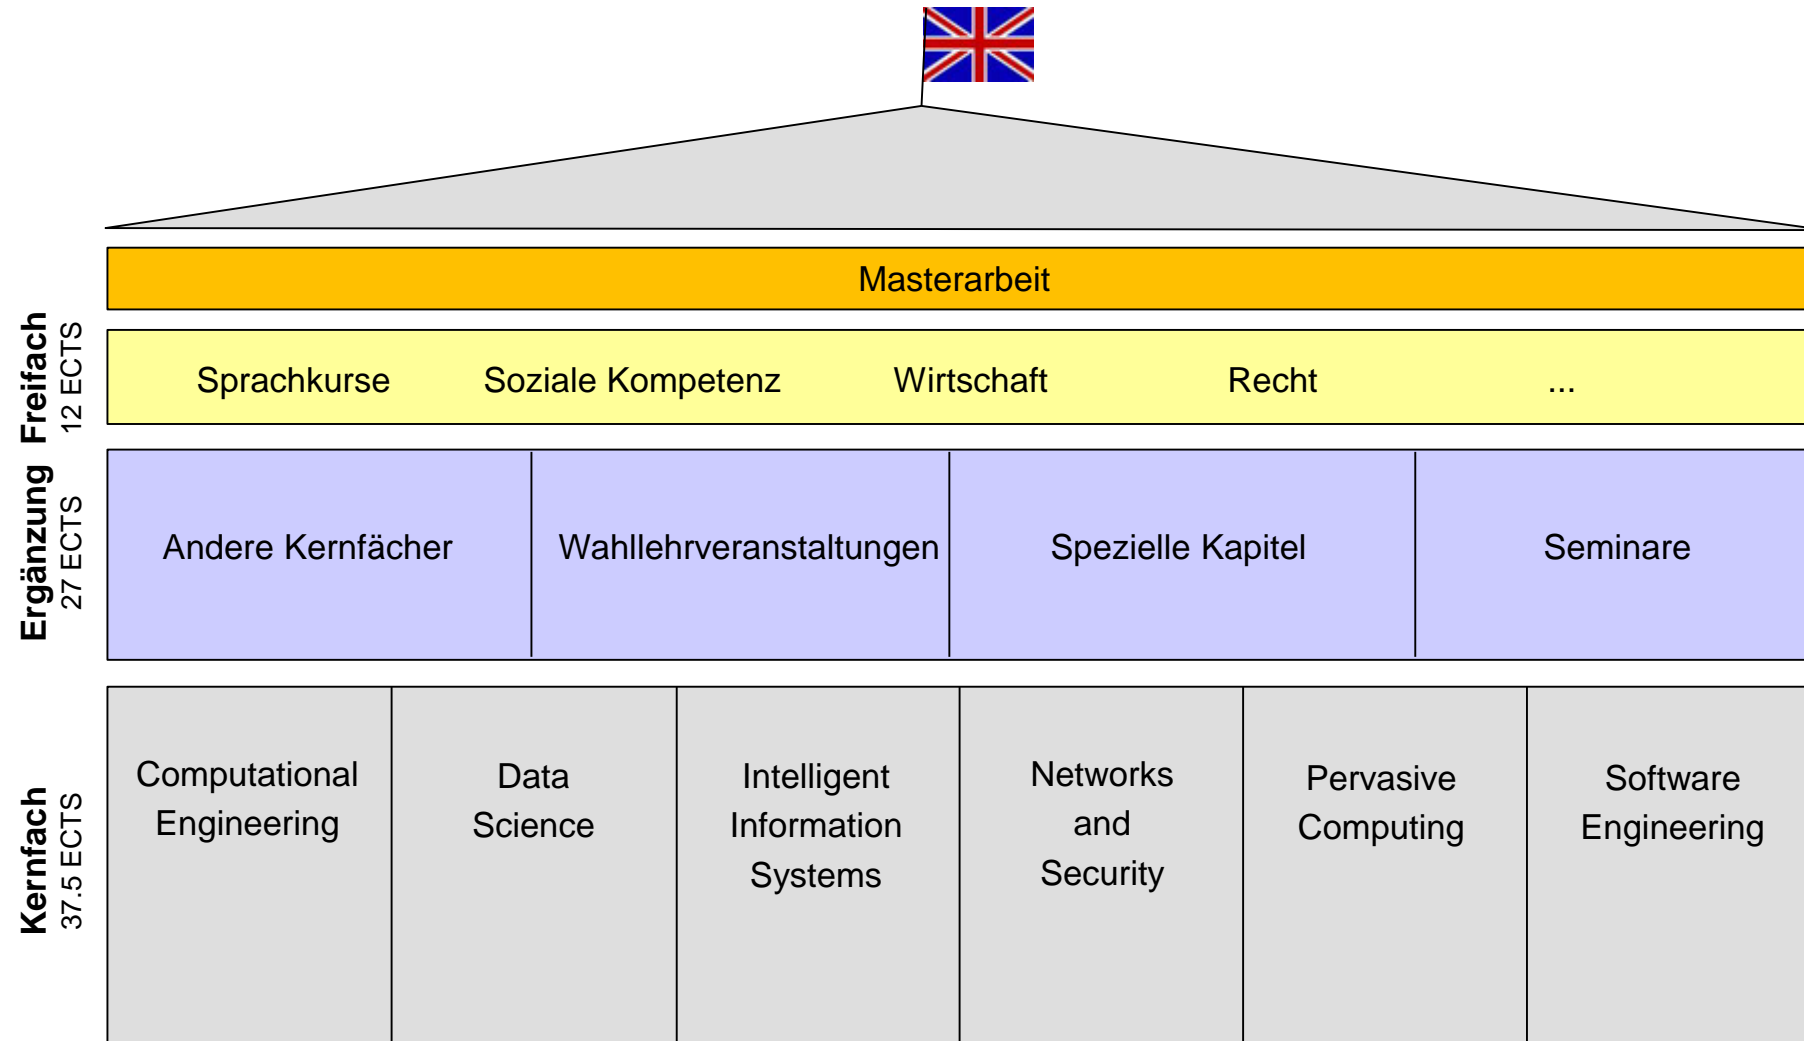 Masterarbeit
Freifach
12 ECTS
Sprachkurse Soziale Kompetenz Wirtschaft Recht ...
Ergänzung
27 ECTS
Andere Kernfächer Wahllehrveranstaltungen Spezielle Kapitel Seminare
Kernfach
37.5 ECTS
Computational
Engineering
Data
Science
Intelligent
Information
Systems
Networks
and
Security
Pervasive
Computing
Software
Engineering